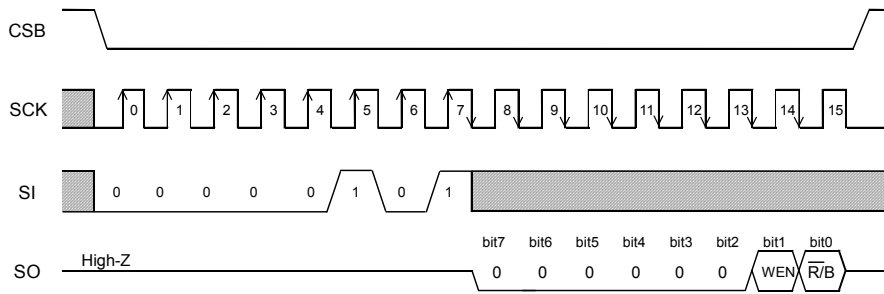 CSB
SCK 0 1 2 3 4 5 6 7 8 9 10 11 12 13 14 15
SI 0 0 0 0 0 1 0 1
bit7 bit6 bit5 bit4 bit3 bit2 bit1 bit0
SO High-Z 0 0 0 0 0 0 WEN R̅/B